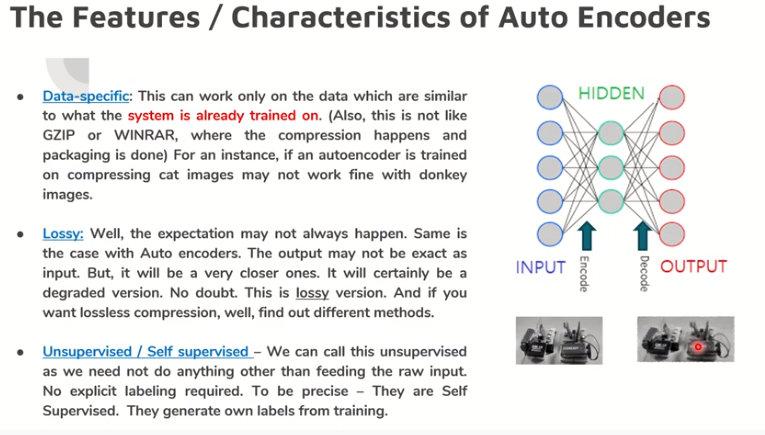 The Features / Characteristics of Auto Encoders
● Data-specific: This can work only on the data which are similar
to what the system is already trained on. (Also, this is not like
GZIP or WINRAR, where the compression happens and
packaging is done) For an instance, if an autoencoder is trained
on compressing cat images may not work fine with donkey
images.
● Lossy: Well, the expectation may not always happen. Same is
the case with Auto encoders. The output may not be exact as
input. But, it will be a very closer ones. It will certainly be a
degraded version. No doubt. This is lossy version. And if you
want lossless compression, well, find out different methods.
● Unsupervised / Self supervised – We can call this unsupervised
as we need not do anything other than feeding the raw input.
No explicit labeling required. To be precise – They are Self
Supervised. They generate own labels from training.
HIDDEN
INPUT
Encode
Decode
OUTPUT